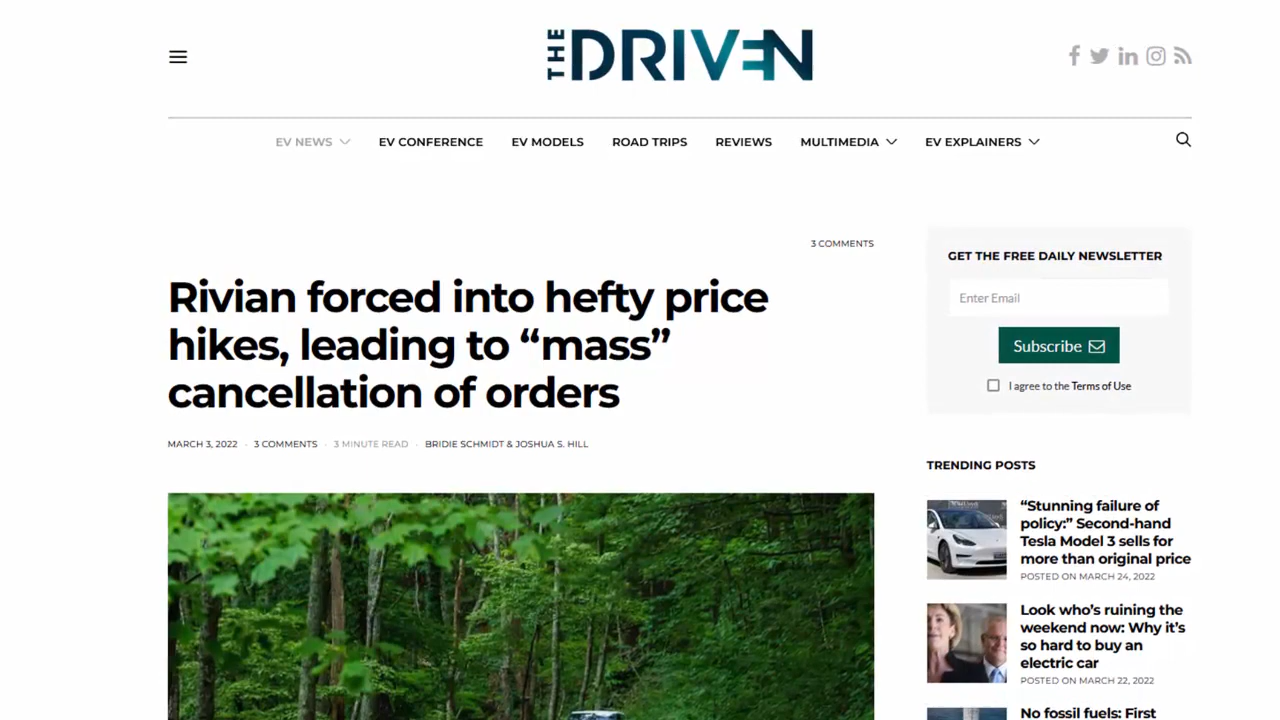 THE DRIVEN
EV NEWS
EV CONFERENCE
EV MODELS
ROAD TRIPS
REVIEWS
MULTIMEDIA
EV EXPLAINERS
3 COMMENTS
Rivian forced into hefty price
hikes, leading to “mass”
cancellation of orders
MARCH 3, 2022 · 3 COMMENTS · 3 MINUTE READ · BRIDIE SCHMIDT & JOSHUA S. HILL
GET THE FREE DAILY NEWSLETTER
Enter Email
Subscribe
I agree to the Terms of Use
TRENDING POSTS
“Stunning failure of
policy:” Second-hand
Tesla Model 3 sells for
more than original price
POSTED ON MARCH 24, 2022
Look who’s ruining the
weekend now: Why it’s
so hard to buy an
electric car
POSTED ON MARCH 22, 2022
No fossil fuels: First